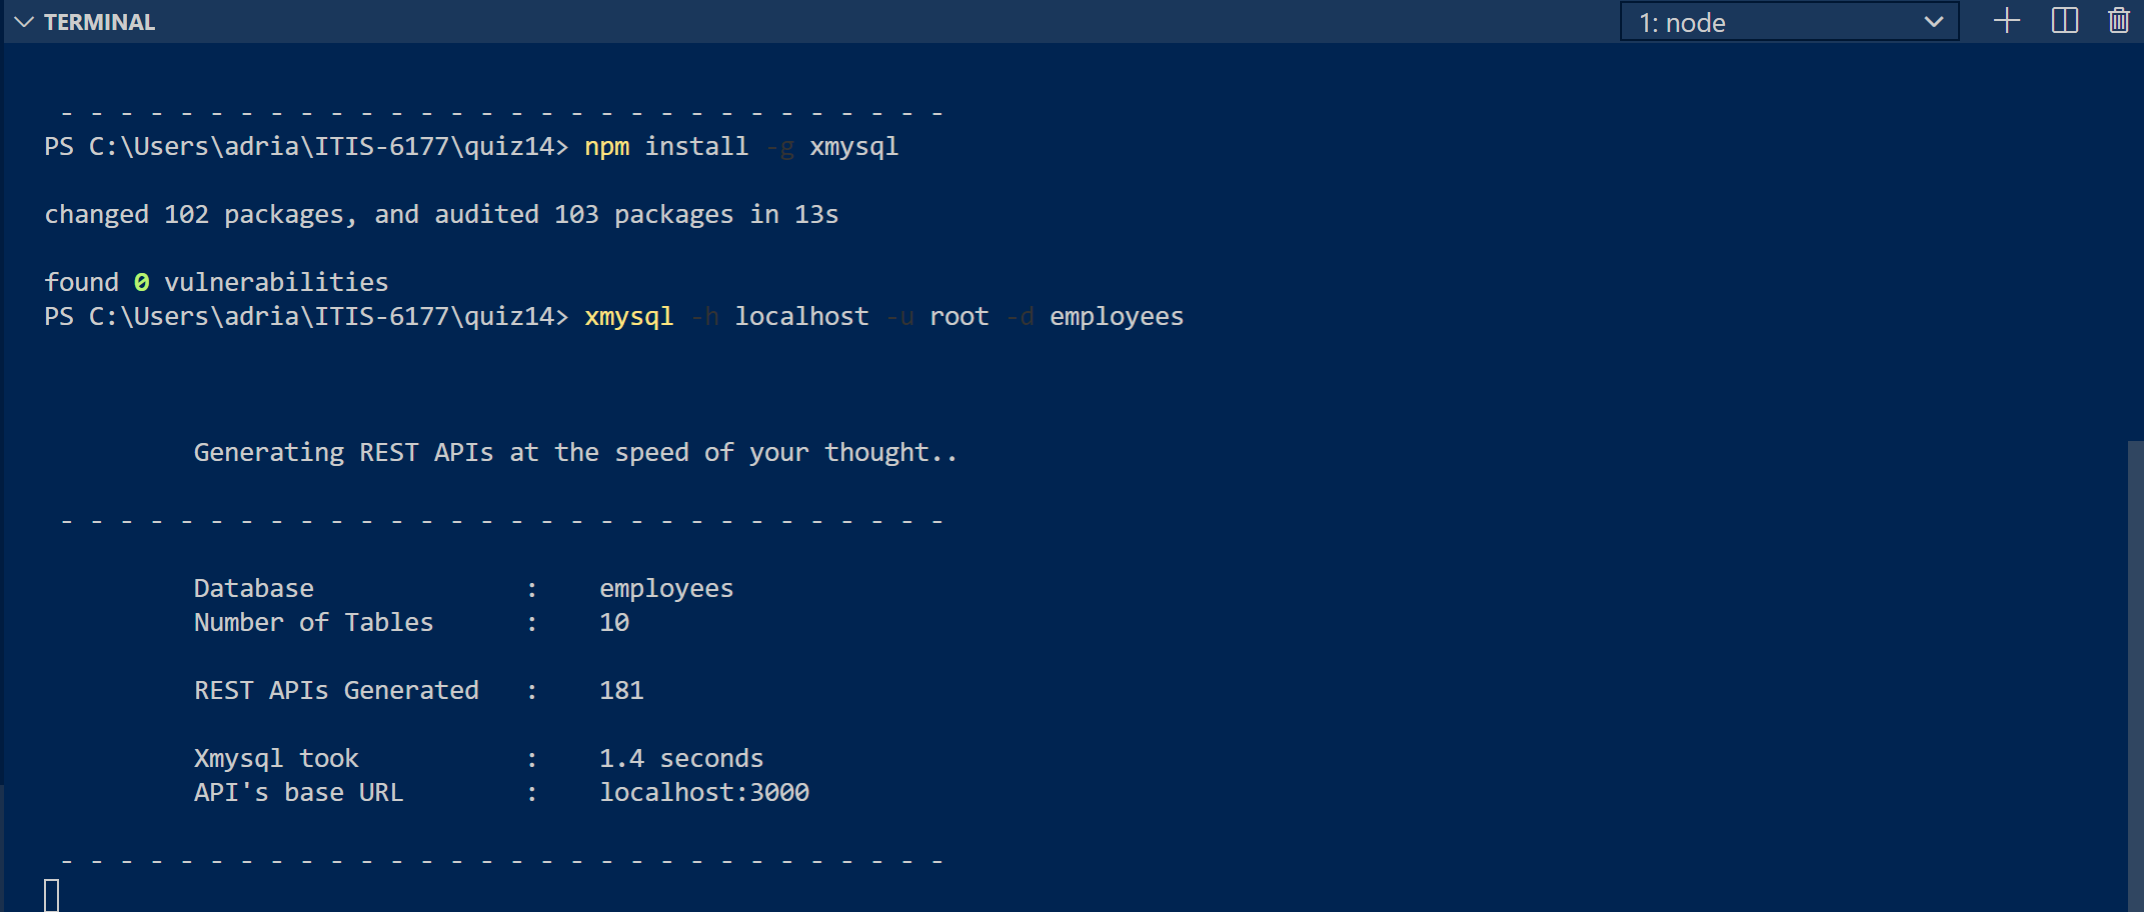 TERMINAL
1: node
- - - - - - - - - - - - - - - - - - - - - - - - - - - - - -
PS C:\Users\adria\ITIS-6177\quiz14> npm install -g xmysql
changed 102 packages, and audited 103 packages in 13s
found 0 vulnerabilities
PS C:\Users\adria\ITIS-6177\quiz14> xmysql -h localhost -u root -d employees
Generating REST APIs at the speed of your thought..
- - - - - - - - - - - - - - - - - - - - - - - - - - - - - -
Database : employees
Number of Tables : 10
REST APIs Generated : 181
Xmysql took : 1.4 seconds
API's base URL : localhost:3000
- - - - - - - - - - - - - - - - - - - - - - - - - - - - - -